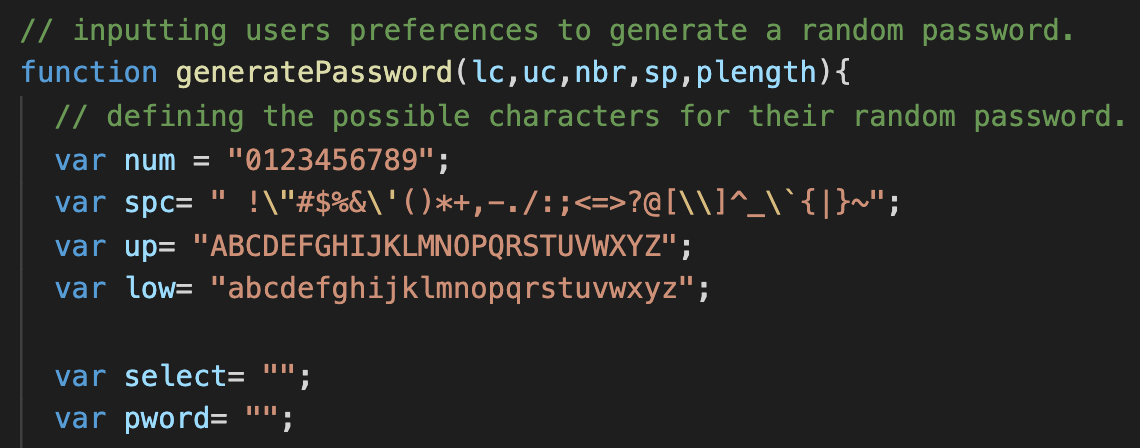 // inputting users preferences to generate a random password.
function generatePassword(lc,uc,nbr,sp,plength){
// defining the possible characters for their random password.
var num = "0123456789";
var spc= " !\"#$%&\'()*+,-./:;<=>?@[\\]^_\`{|}~";
var up= "ABCDEFGHIJKLMNOPQRSTUVWXYZ";
var low= "abcdefghijklmnopqrstuvwxyz";
var select= "";
var pword= "";